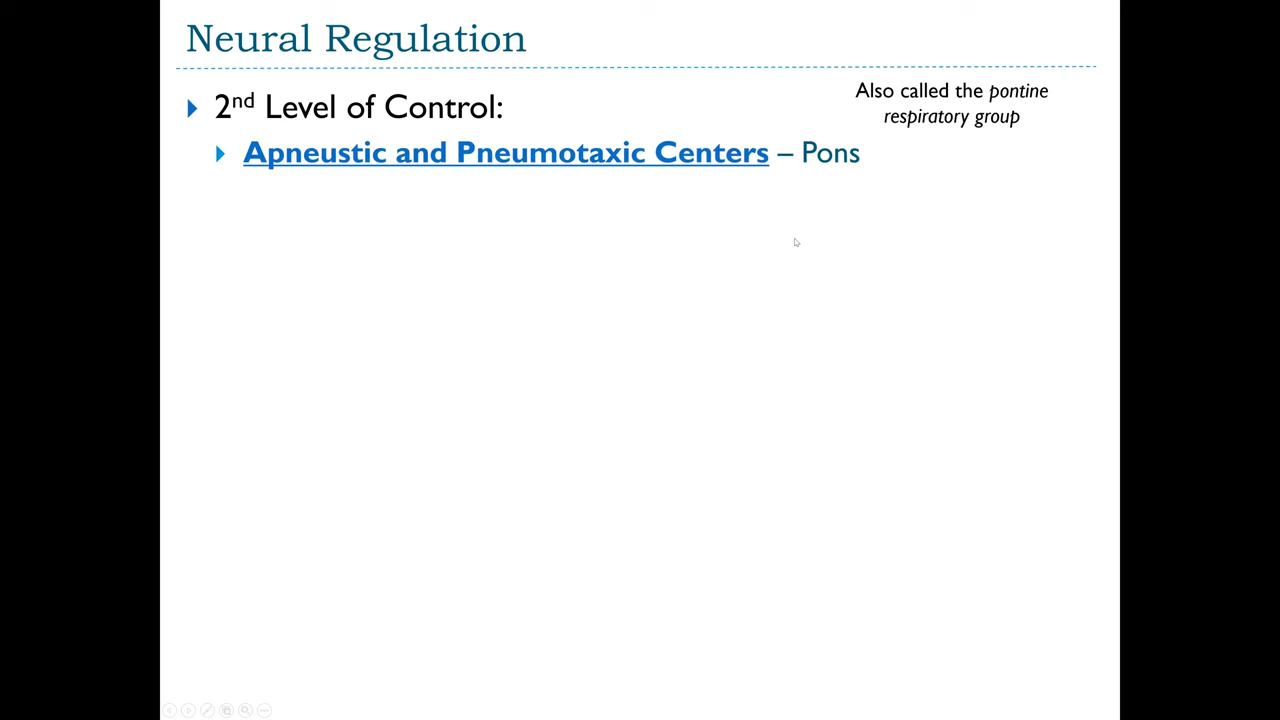 Neural Regulation
Also called the pontine
respiratory group
2nd Level of Control:
Apneustic and Pneumotaxic Centers – Pons